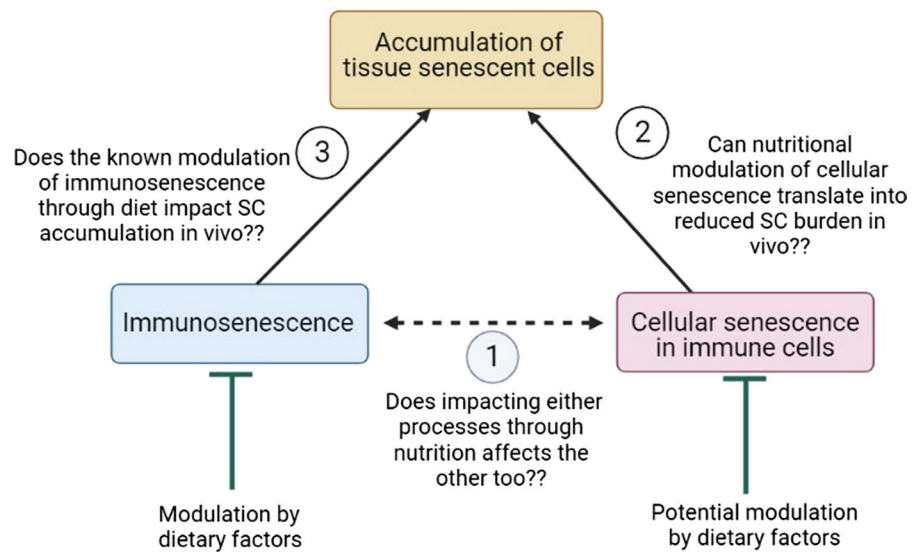 Accumulation of
tissue senescent cells
3
Does the known modulation
of immunosenescence
through diet impact SC
accumulation in vivo??
2
Can nutritional
modulation of cellular
senescence translate into
reduced SC burden in
vivo??
Immunosenescence
Cellular senescence
in immune cells
1
Does impacting either
processes through
nutrition affects the
other too??
Modulation by
dietary factors
Potential modulation
by dietary factors